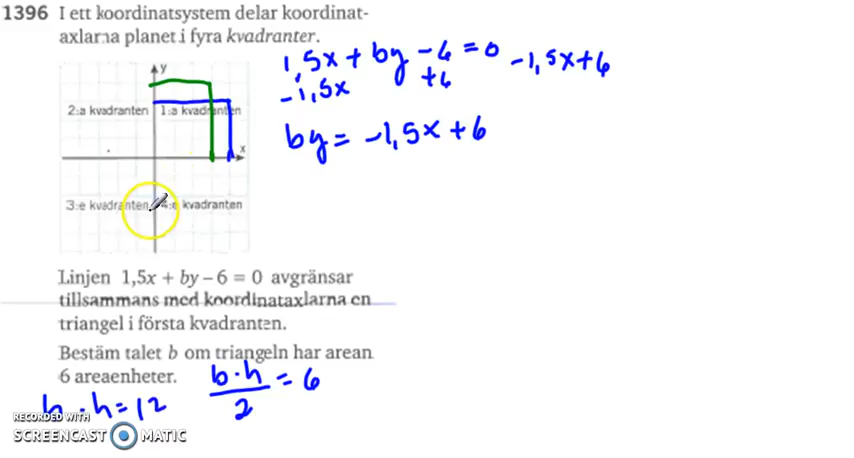 1396 I ett koordinatsystem delar koordinat-
axlarna planet i fyra kvadranter.
y
2:a kvadranten 1:a kvadranten
x
3:e kvadranten 4:e kvadranten
1,5x + by - 6 = 0 -1,5x + 6
-1,5x +6
by = -1,5x + 6
Linjen 1,5x + by – 6 = 0 avgränsar
tillsammans med koordinataxlarna en
triangel i första kvadranten.
Bestäm talet b om triangeln har arean
6 areaenheter.
b·h/2 = 6
b · h = 12
RECORDED WITH
SCREENCAST MATIC